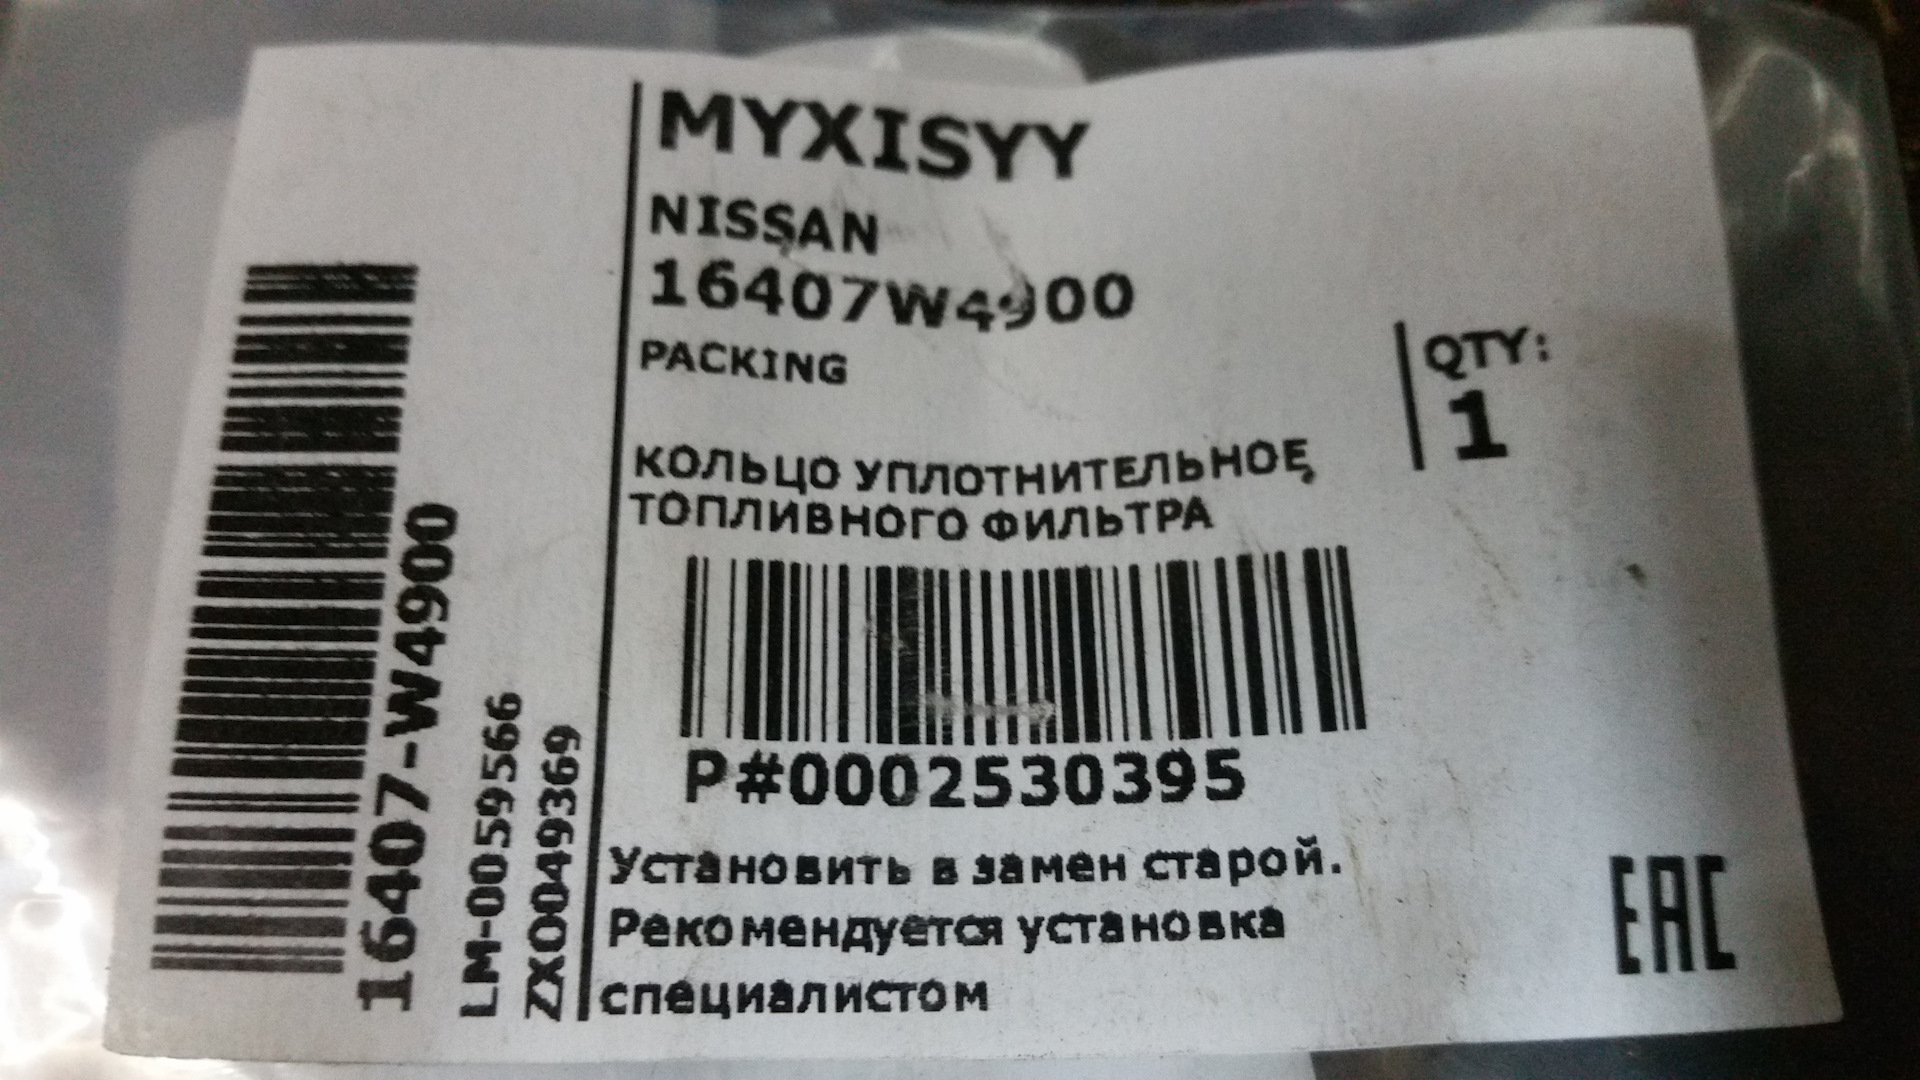 MYXISYY
NISSAN
16407W4900
PACKING
QTY:
1
КОЛЬЦО УПЛОТНИТЕЛЬНОЕ,
ТОПЛИВНОГО ФИЛЬТРА
P#0002530395
Установить в замен старой.
Рекомендуется установка
специалистом
EAC
16407-W4900
LM-0059566
ZX0049369